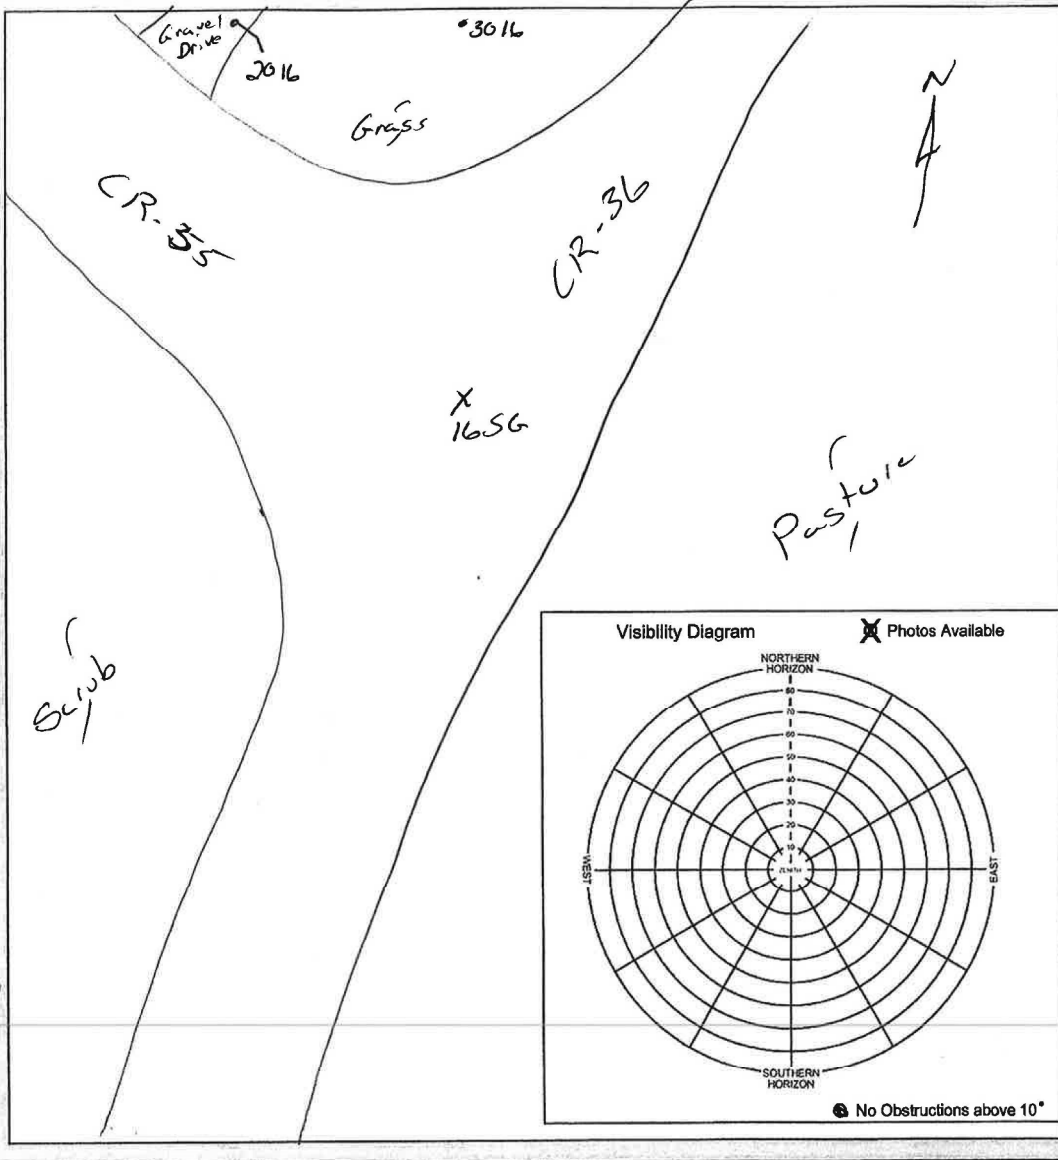 Gravel
Drive
2016
3016
Grass
N
CR-35
CR-36
X
16SG
Pasture
Scrub
Visibility Diagram
Photos Available
NORTHERN
HORIZON
80
70
60
50
40
30
20
10
ZENITH
WEST
EAST
SOUTHERN
HORIZON
No Obstructions above 10°